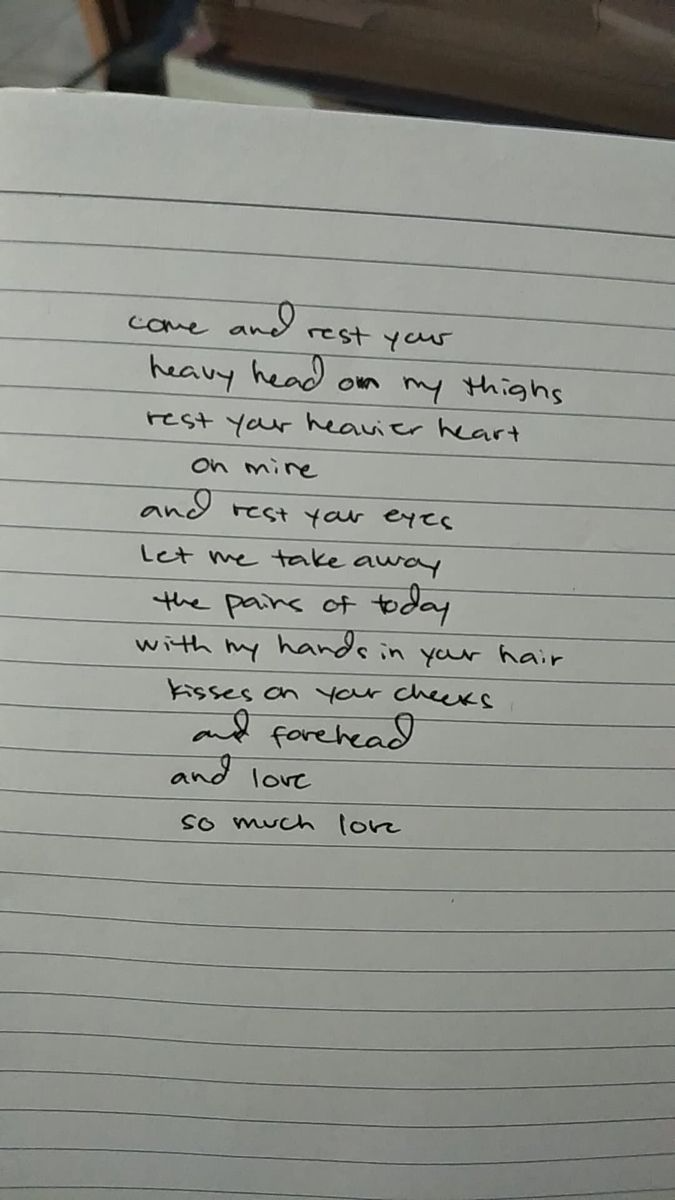 come and rest your
heavy head on my thighs
rest your heavier heart
on mine
and rest your eyes
Let me take away
the pains of today
with my hands in your hair
kisses on your cheeks
and forehead
and love
so much love